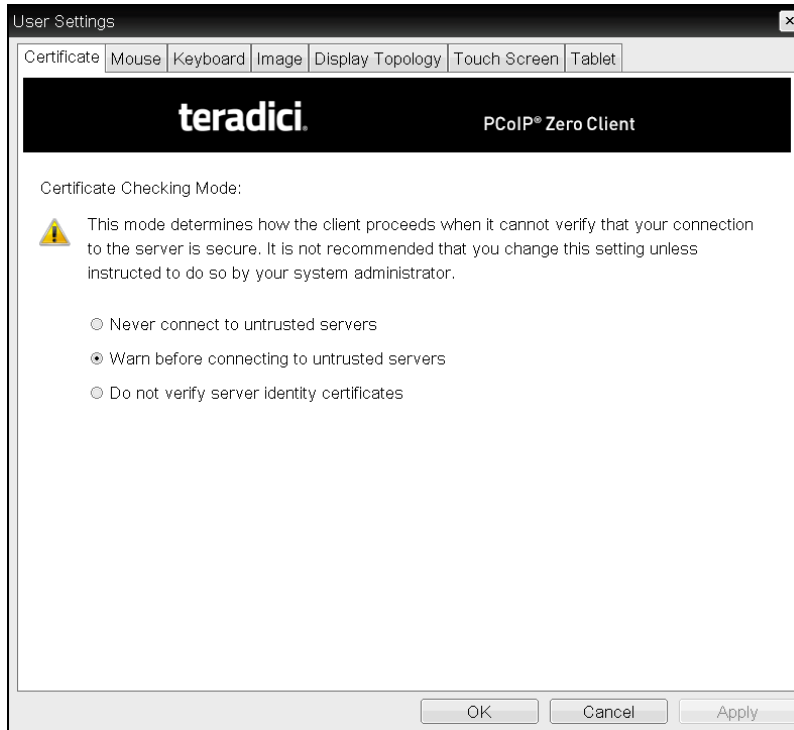 User Settings
Certificate Mouse Keyboard Image Display Topology Touch Screen Tablet
teradici. PCoIP® Zero Client
Certificate Checking Mode:
This mode determines how the client proceeds when it cannot verify that your connection
to the server is secure. It is not recommended that you change this setting unless
instructed to do so by your system administrator.
Never connect to untrusted servers
Warn before connecting to untrusted servers
Do not verify server identity certificates
OK Cancel Apply